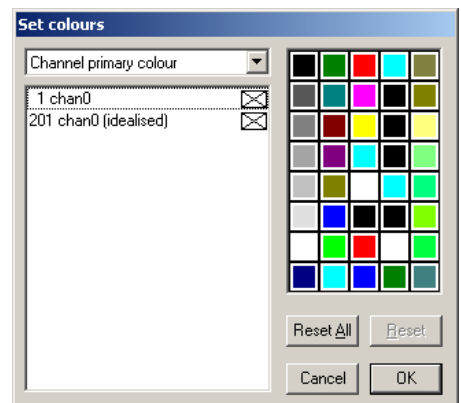 Set colours
Channel primary colour
1 chan0
201 chan0 (idealised)
Reset All
Reset
Cancel
OK